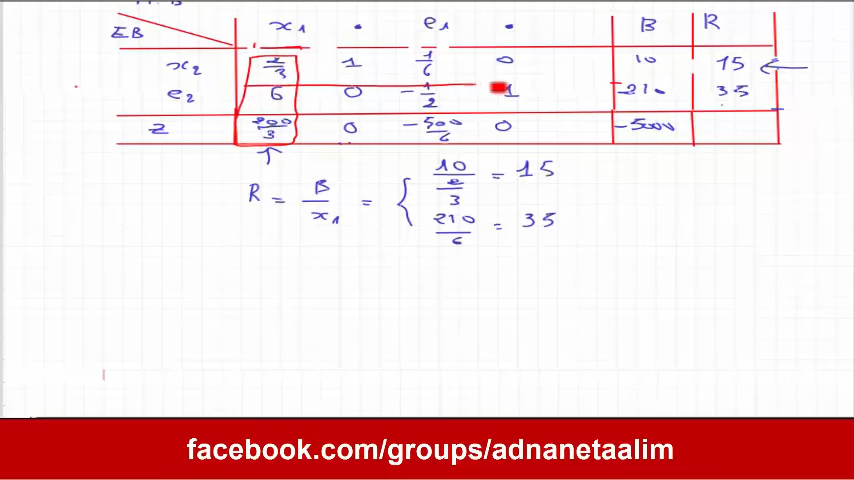 EB x₁ • e₁ • B R
x₂ 2/3 1 1/6 0 10 15
e₂ 6 0 -1/2 1 210 35
Z 200/3 0 -500/6 0 -5000
R = B/x₁ = { 10/(2/3) = 15
210/6 = 35
facebook.com/groups/adnanetaalim